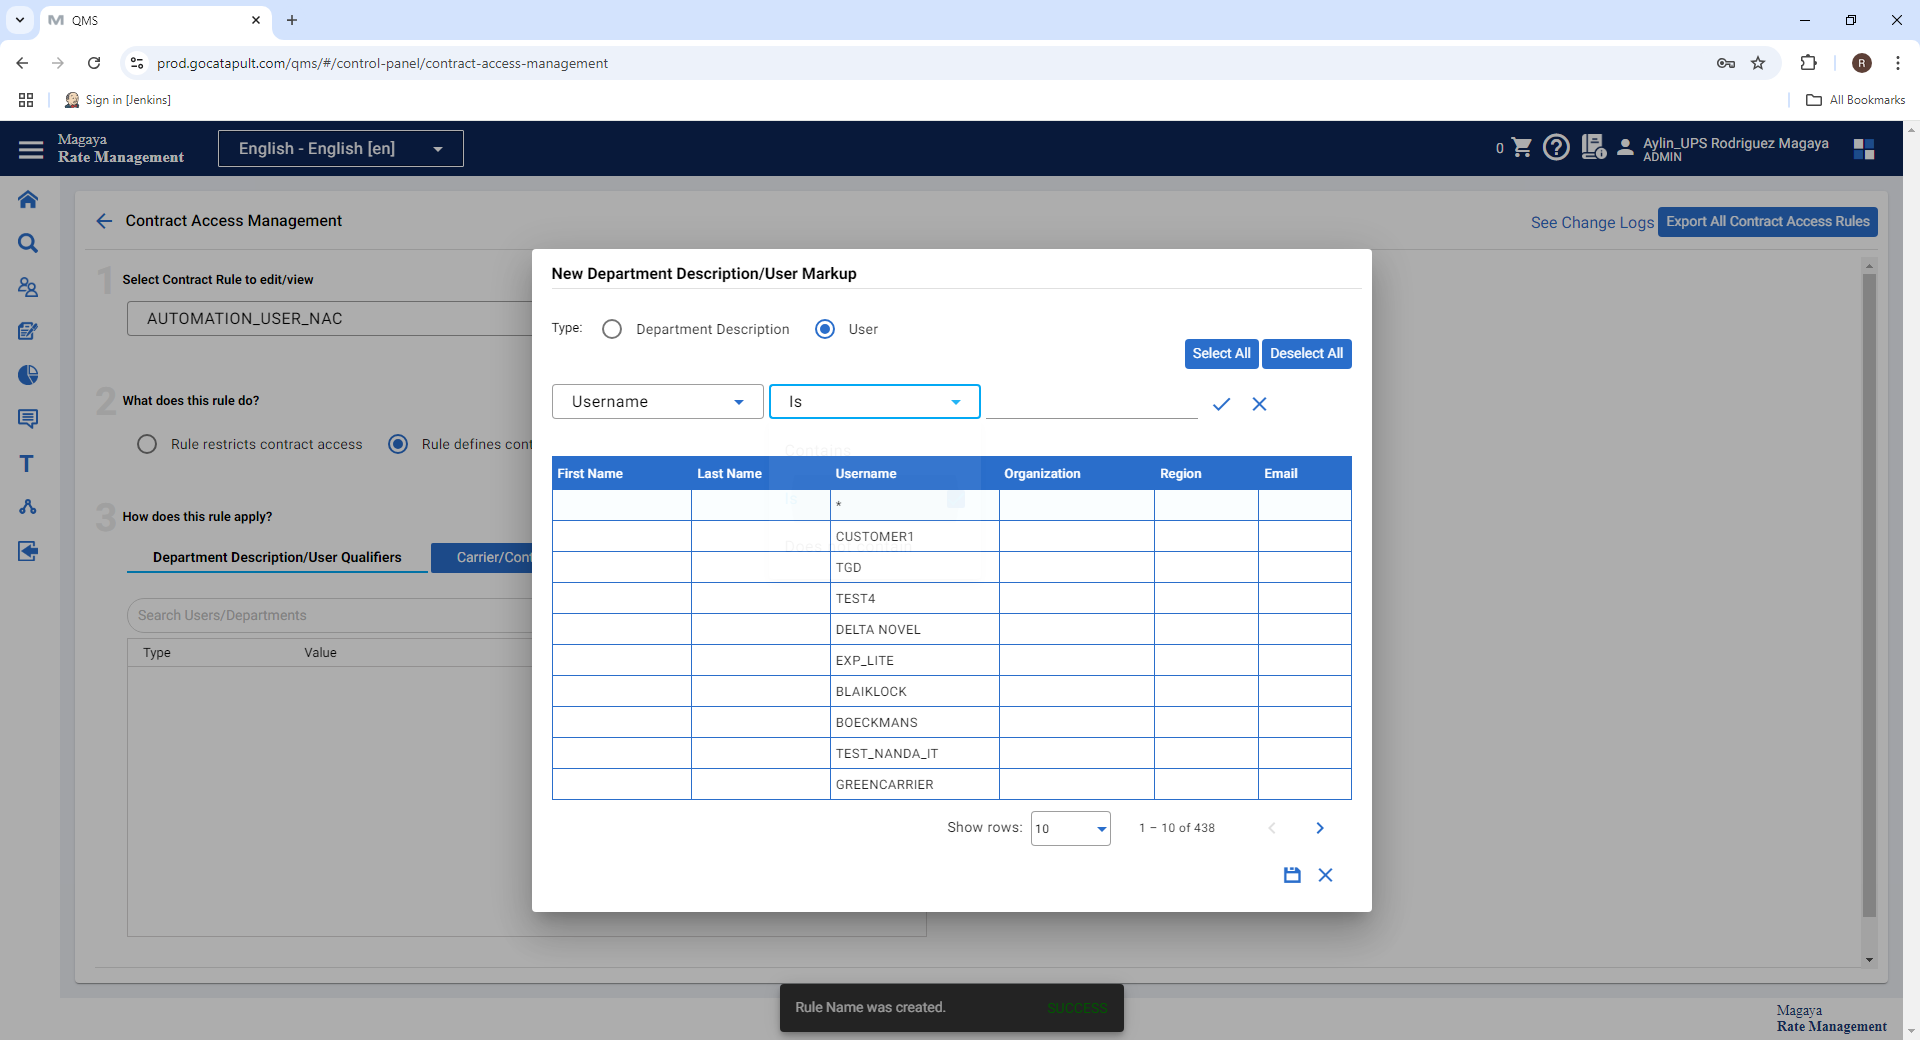 QMS
prod.gocatapult.com/qms/#/control-panel/contract-access-management
R
Sign in [Jenkins]
All Bookmarks
Magaya
Rate Management
English - English [en]
0
Aylin_UPS Rodriguez Magaya
ADMIN
Contract Access Management
See Change Logs
Export All Contract Access Rules
1
Select Contract Rule to edit/view
AUTOMATION_USER_NAC
2
What does this rule do?
Rule restricts contract access
Rule defines cont
3
How does this rule apply?
Department Description/User Qualifiers
Carrier/Cont
Search Users/Departments
Type Value
New Department Description/User Markup
Type: Department Description User
Select All Deselect All
Username Is
Contains
Is
Does not contain
First Name Last Name Username Organization Region Email
*
CUSTOMER1
TGD
TEST4
DELTA NOVEL
EXP_LITE
BLAIKLOCK
BOECKMANS
TEST_NANDA_IT
GREENCARRIER
Show rows: 10 1 – 10 of 438
Rule Name was created. SUCCESS
Magaya
Rate Management